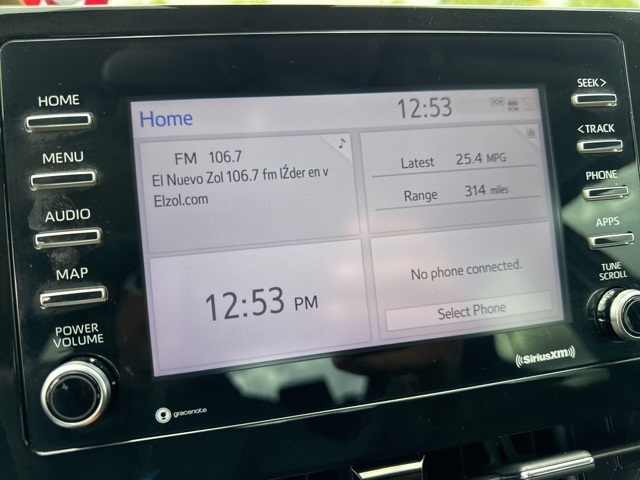 HOME
MENU
AUDIO
MAP
POWER
VOLUME
Home
12:53
FM 106.7
El Nuevo Zol 106.7 fm lŹder en v
Elzol.com
Latest 25.4 MPG
Range 314 miles
12:53 PM
No phone connected.
Select Phone
SEEK >
< TRACK
PHONE
APPS
TUNE
SCROLL
((SiriusXM))
gracenote